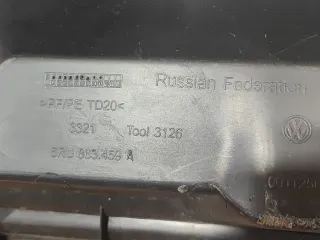 Russian Federation
>PP/PE TD20<
3321 Tool 3126
6RU 863.459 A